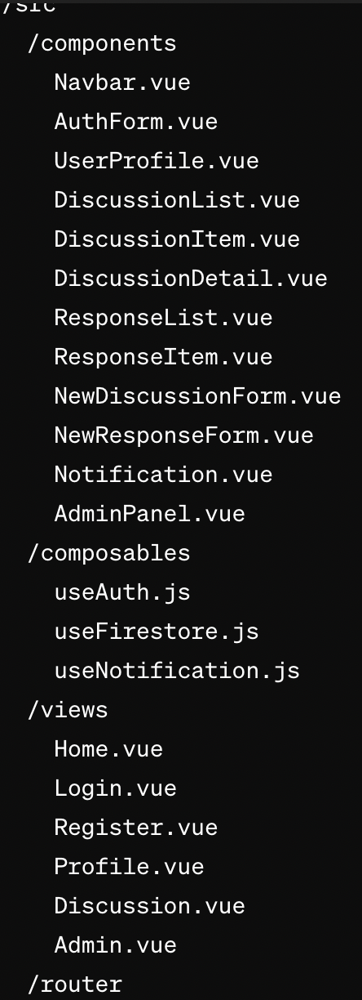 /src
/components
Navbar.vue
AuthForm.vue
UserProfile.vue
DiscussionList.vue
DiscussionItem.vue
DiscussionDetail.vue
ResponseList.vue
ResponseItem.vue
NewDiscussionForm.vue
NewResponseForm.vue
Notification.vue
AdminPanel.vue
/composables
useAuth.js
useFirestore.js
useNotification.js
/views
Home.vue
Login.vue
Register.vue
Profile.vue
Discussion.vue
Admin.vue
/router